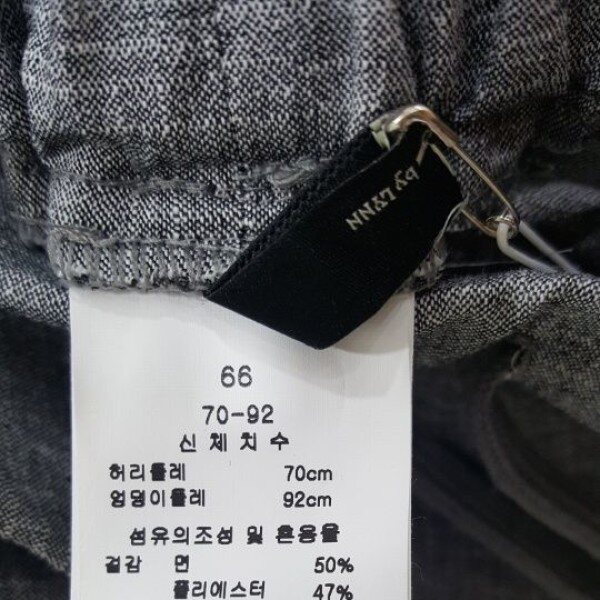 by LYNN
66
70-92
신체치수
허리둘레 70cm
엉덩이둘레 92cm
섬유의조성 및 혼용율
겉감 면 50%
폴리에스터 47%